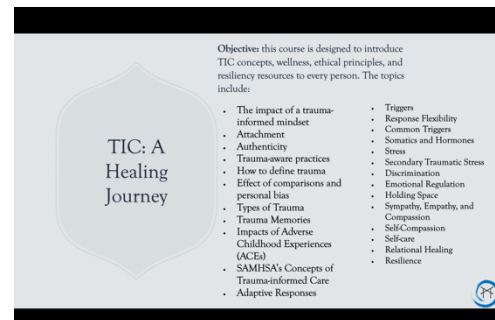 TIC: A
Healing
Journey
Objective: this course is designed to introduce
TIC concepts, wellness, ethical principles, and
resiliency resources to every person. The topics
include:
• The impact of a trauma-
informed mindset
• Attachment
• Authenticity
• Trauma-aware practices
• How to define trauma
• Effect of comparisons and
personal bias
• Types of Trauma
• Trauma Memories
• Impacts of Adverse
Childhood Experiences
(ACEs)
• SAMHSA's Concepts of
Trauma-informed Care
• Adaptive Responses
• Triggers
• Response Flexibility
• Common Triggers
• Somatics and Hormones
• Stress
• Secondary Traumatic Stress
• Discrimination
• Emotional Regulation
• Holding Space
• Sympathy, Empathy, and
Compassion
• Self-Compassion
• Self-care
• Relational Healing
• Resilience